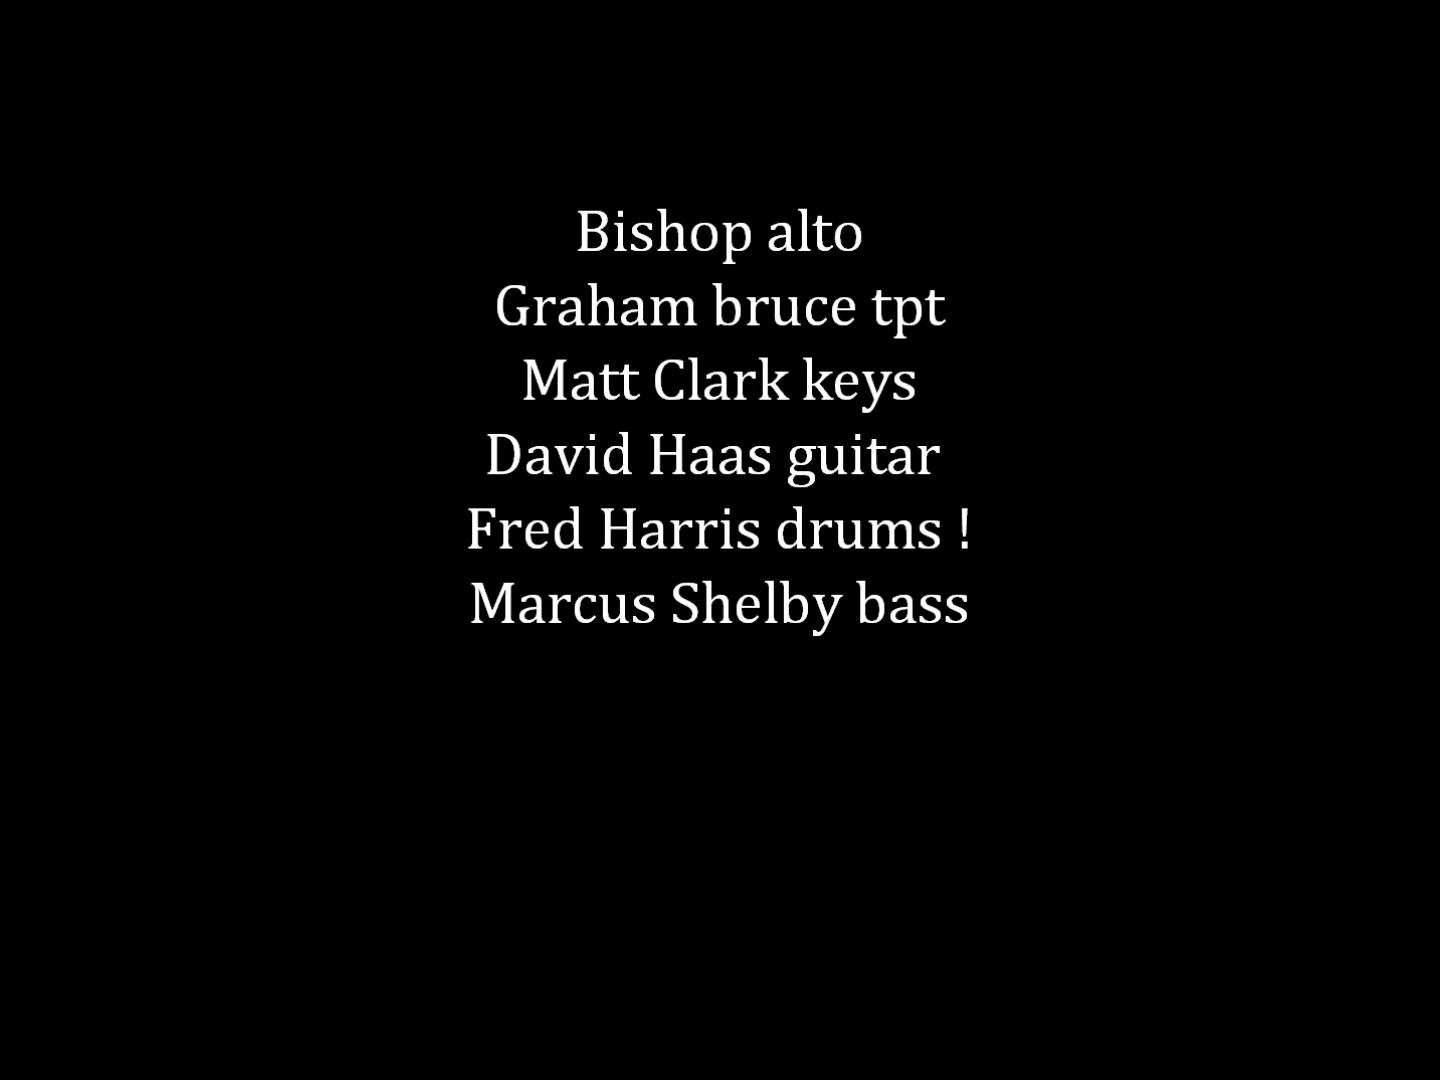 Bishop alto
Graham bruce tpt
Matt Clark keys
David Haas guitar
Fred Harris drums !
Marcus Shelby bass